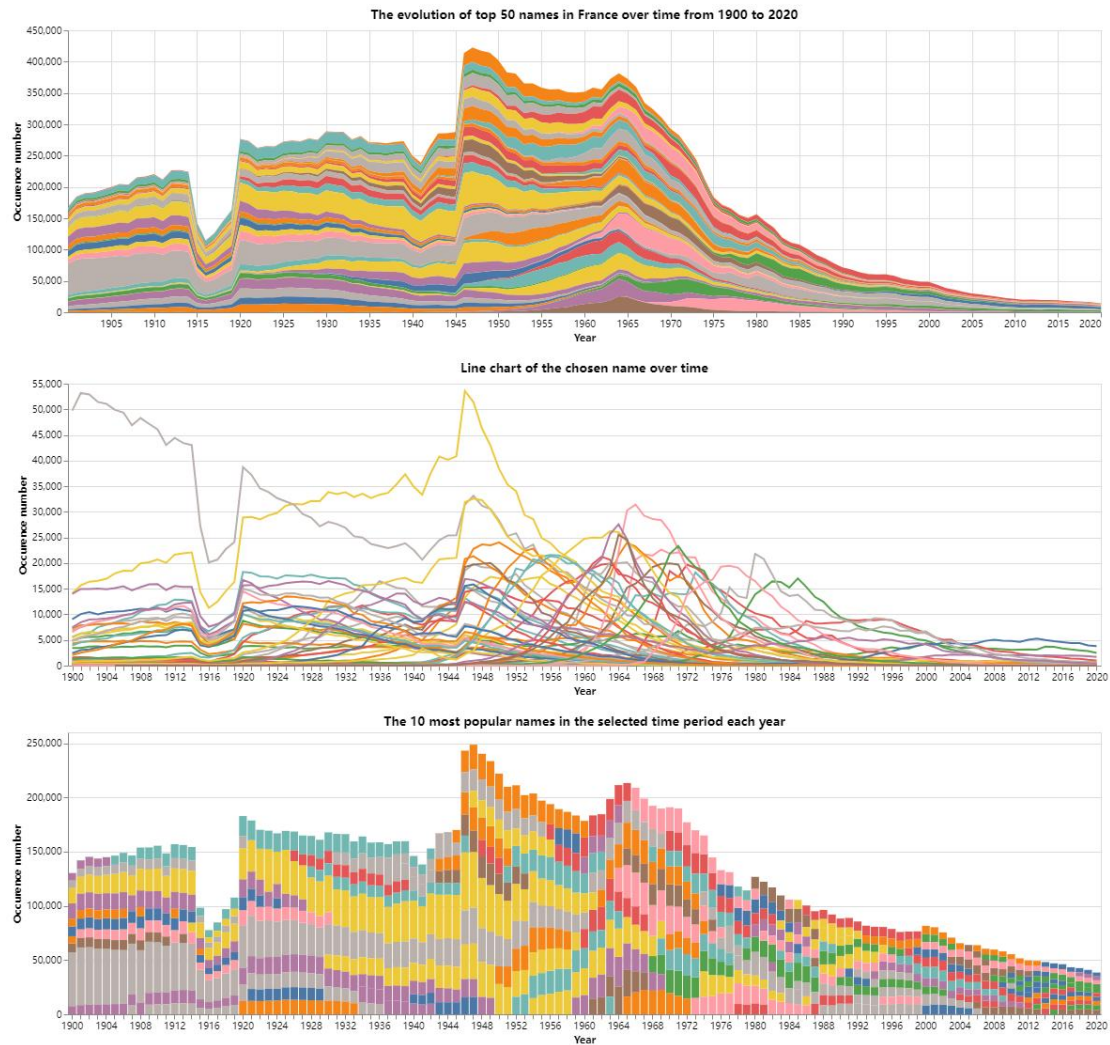 The evolution of top 50 names in France over time from 1900 to 2020
450,000
400,000
350,000
300,000
250,000
200,000
150,000
100,000
50,000
0
Occurence number
1905 1910 1915 1920 1925 1930 1935 1940 1945 1950 1955 1960 1965 1970 1975 1980 1985 1990 1995 2000 2005 2010 2015 2020
Year
Line chart of the chosen name over time
55,000
50,000
45,000
40,000
35,000
30,000
25,000
20,000
15,000
10,000
5,000
0
Occurence number
1900 1904 1908 1912 1916 1920 1924 1928 1932 1936 1940 1944 1948 1952 1956 1960 1964 1968 1972 1976 1980 1984 1988 1992 1996 2000 2004 2008 2012 2016 2020
Year
The 10 most popular names in the selected time period each year
250,000
200,000
150,000
100,000
50,000
0
Occurence number
1900 1904 1908 1912 1916 1920 1924 1928 1932 1936 1940 1944 1948 1952 1956 1960 1964 1968 1972 1976 1980 1984 1988 1992 1996 2000 2004 2008 2012 2016 2020
Year